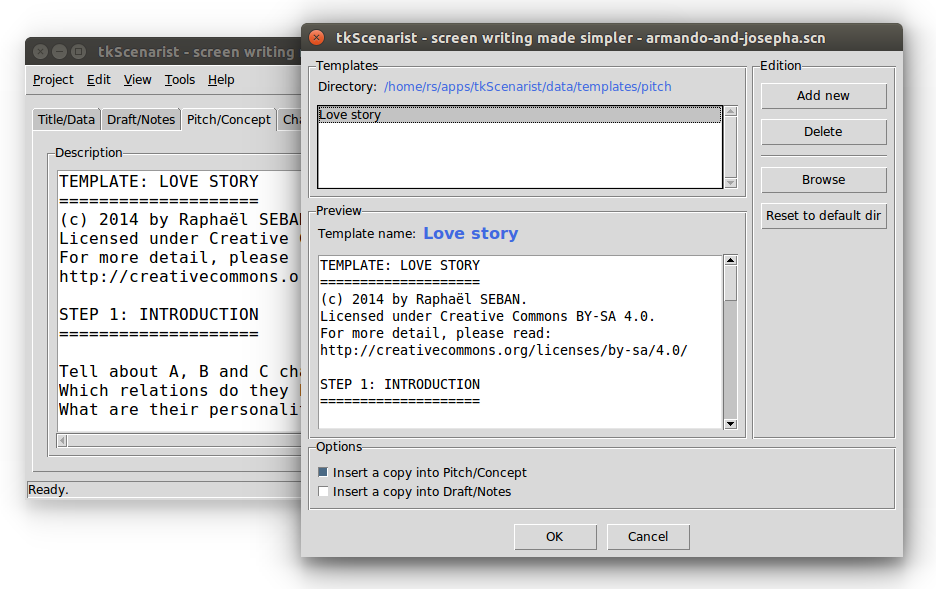 tkScenarist - screen writing
Project Edit View Tools Help
Title/Data Draft/Notes Pitch/Concept
Description
TEMPLATE: LOVE STORY
====================
(c) 2014 by Raphaël
Licensed under Creative
For more detail, please
STEP 1: INTRODUCTION
====================
Tell about A, B and C
Which relations do they
What are their
Ready.
tkScenarist - screen writing made simpler - armando-and-josepha.scn
Templates
Directory: /home/rs/apps/tkScenarist/data/templates/pitch
Love story
Preview
Template name: Love story
TEMPLATE: LOVE STORY
====================
(c) 2014 by Raphaël SEBAN.
Licensed under Creative Commons BY-SA 4.0.
For more detail, please read:
http://creativecommons.org/licenses/by-sa/4.0/
STEP 1: INTRODUCTION
====================
Edition
Add new
Delete
Browse
Reset to default dir
Options
Insert a copy into Pitch/Concept
Insert a copy into Draft/Notes
OK Cancel